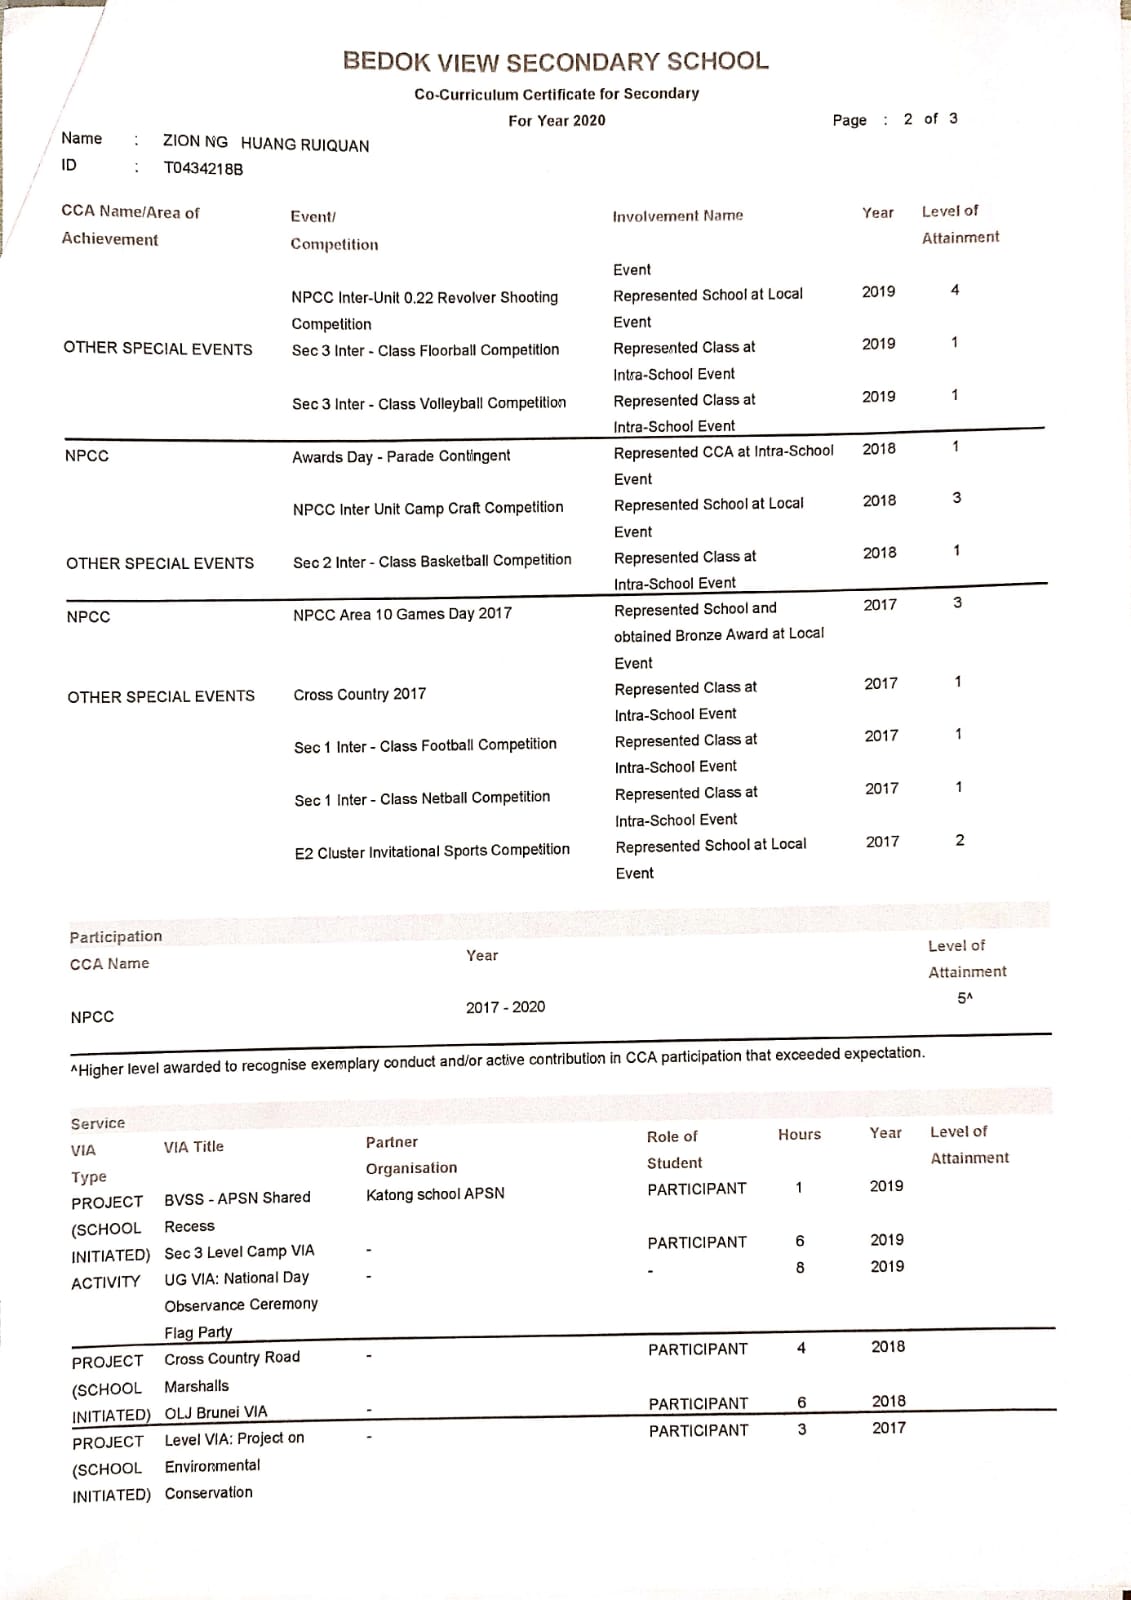 BEDOK VIEW SECONDARY SCHOOL
Co-Curriculum Certificate for Secondary
For Year 2020
Page : 2 of 3
Name : ZION NG HUANG RUIQUAN
ID : T0434218B
CCA Name/Area of Event/ Involvement Name Year Level of
Achievement Competition Attainment
Event
NPCC Inter-Unit 0.22 Revolver Shooting Represented School at Local 2019 4
Competition Event
OTHER SPECIAL EVENTS Sec 3 Inter - Class Floorball Competition Represented Class at 2019 1
Intra-School Event
Sec 3 Inter - Class Volleyball Competition Represented Class at 2019 1
Intra-School Event
NPCC Awards Day - Parade Contingent Represented CCA at Intra-School 2018 1
Event
NPCC Inter Unit Camp Craft Competition Represented School at Local 2018 3
Event
OTHER SPECIAL EVENTS Sec 2 Inter - Class Basketball Competition Represented Class at 2018 1
Intra-School Event
NPCC NPCC Area 10 Games Day 2017 Represented School and 2017 3
obtained Bronze Award at Local
Event
OTHER SPECIAL EVENTS Cross Country 2017 Represented Class at 2017 1
Intra-School Event
Sec 1 Inter - Class Football Competition Represented Class at 2017 1
Intra-School Event
Sec 1 Inter - Class Netball Competition Represented Class at 2017 1
Intra-School Event
E2 Cluster Invitational Sports Competition Represented School at Local 2017 2
Event
Participation
CCA Name Year Level of
Attainment
NPCC 2017 - 2020 5^
^Higher level awarded to recognise exemplary conduct and/or active contribution in CCA participation that exceeded expectation.
Service
VIA VIA Title Partner Role of Hours Year Level of
Type Organisation Student Attainment
PROJECT BVSS - APSN Shared Katong school APSN PARTICIPANT 1 2019
(SCHOOL Recess
INITIATED) Sec 3 Level Camp VIA - PARTICIPANT 6 2019
ACTIVITY UG VIA: National Day - - 8 2019
Observance Ceremony
Flag Party
PROJECT Cross Country Road - PARTICIPANT 4 2018
(SCHOOL Marshalls
INITIATED) OLJ Brunei VIA - PARTICIPANT 6 2018
PROJECT Level VIA: Project on - PARTICIPANT 3 2017
(SCHOOL Environmental
INITIATED) Conservation